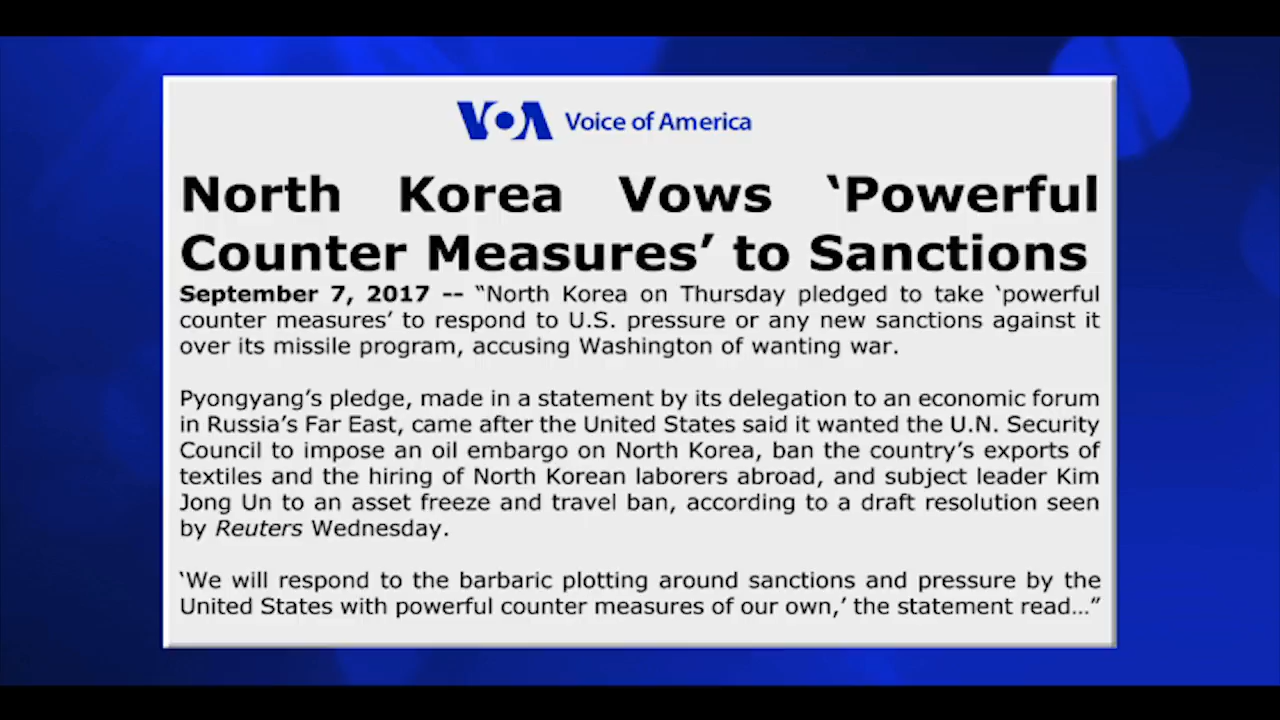 VOA Voice of America
North Korea Vows ‘Powerful
Counter Measures’ to Sanctions
September 7, 2017 -- “North Korea on Thursday pledged to take ‘powerful
counter measures’ to respond to U.S. pressure or any new sanctions against it
over its missile program, accusing Washington of wanting war.
Pyongyang’s pledge, made in a statement by its delegation to an economic forum
in Russia’s Far East, came after the United States said it wanted the U.N. Security
Council to impose an oil embargo on North Korea, ban the country’s exports of
textiles and the hiring of North Korean laborers abroad, and subject leader Kim
Jong Un to an asset freeze and travel ban, according to a draft resolution seen
by Reuters Wednesday.
‘We will respond to the barbaric plotting around sanctions and pressure by the
United States with powerful counter measures of our own,’ the statement read…”